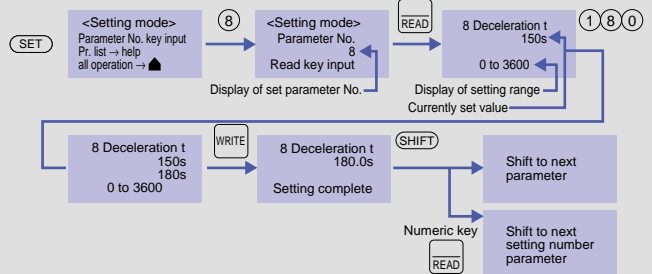 SET
<Setting mode>
Parameter No. key input
Pr. list → help
all operation →
8
<Setting mode>
Parameter No.
8
Read key input
Display of set parameter No.
READ
8 Deceleration t
150s
0 to 3600
Display of setting range
Currently set value
1 8 0
8 Deceleration t
150s
180s
0 to 3600
WRITE
8 Deceleration t
180.0s
Setting complete
SHIFT
Shift to next
parameter
Numeric key
READ
Shift to next
setting number
parameter